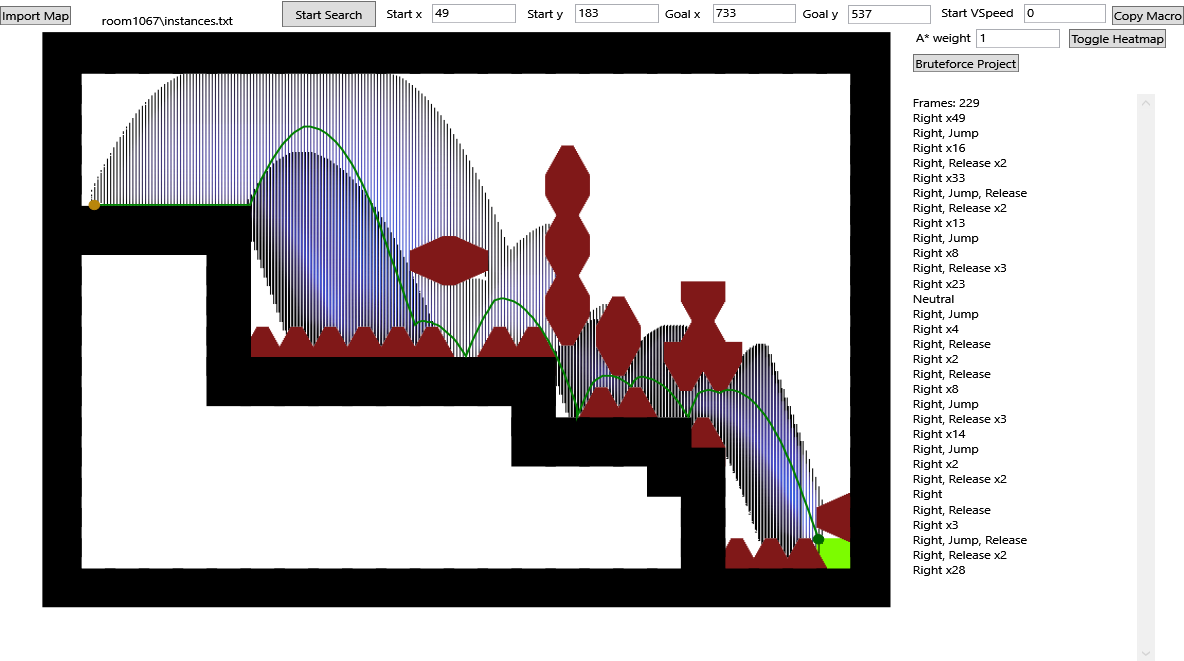 Import Map room1067\instances.txt Start Search Start x 49 Start y 183 Goal x 733 Goal y 537 Start VSpeed 0 Copy Macro
A* weight 1 Toggle Heatmap
Bruteforce Project
Frames: 229
Right x49
Right, Jump
Right x16
Right, Release x2
Right x33
Right, Jump, Release
Right, Release x2
Right x13
Right, Jump
Right x8
Right, Release x3
Right x23
Neutral
Right, Jump
Right x4
Right, Release
Right x2
Right, Release
Right x8
Right, Jump
Right, Release x3
Right x14
Right, Jump
Right x2
Right, Release x2
Right
Right, Release
Right x3
Right, Jump, Release
Right, Release x2
Right x28